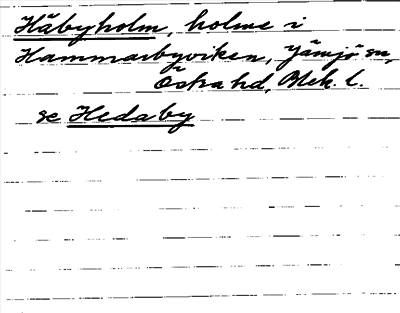 Häbyholm, holme i
Hammarbyviken, Jämjö sn,
Östra hd, Blek. l.
se Hedaby